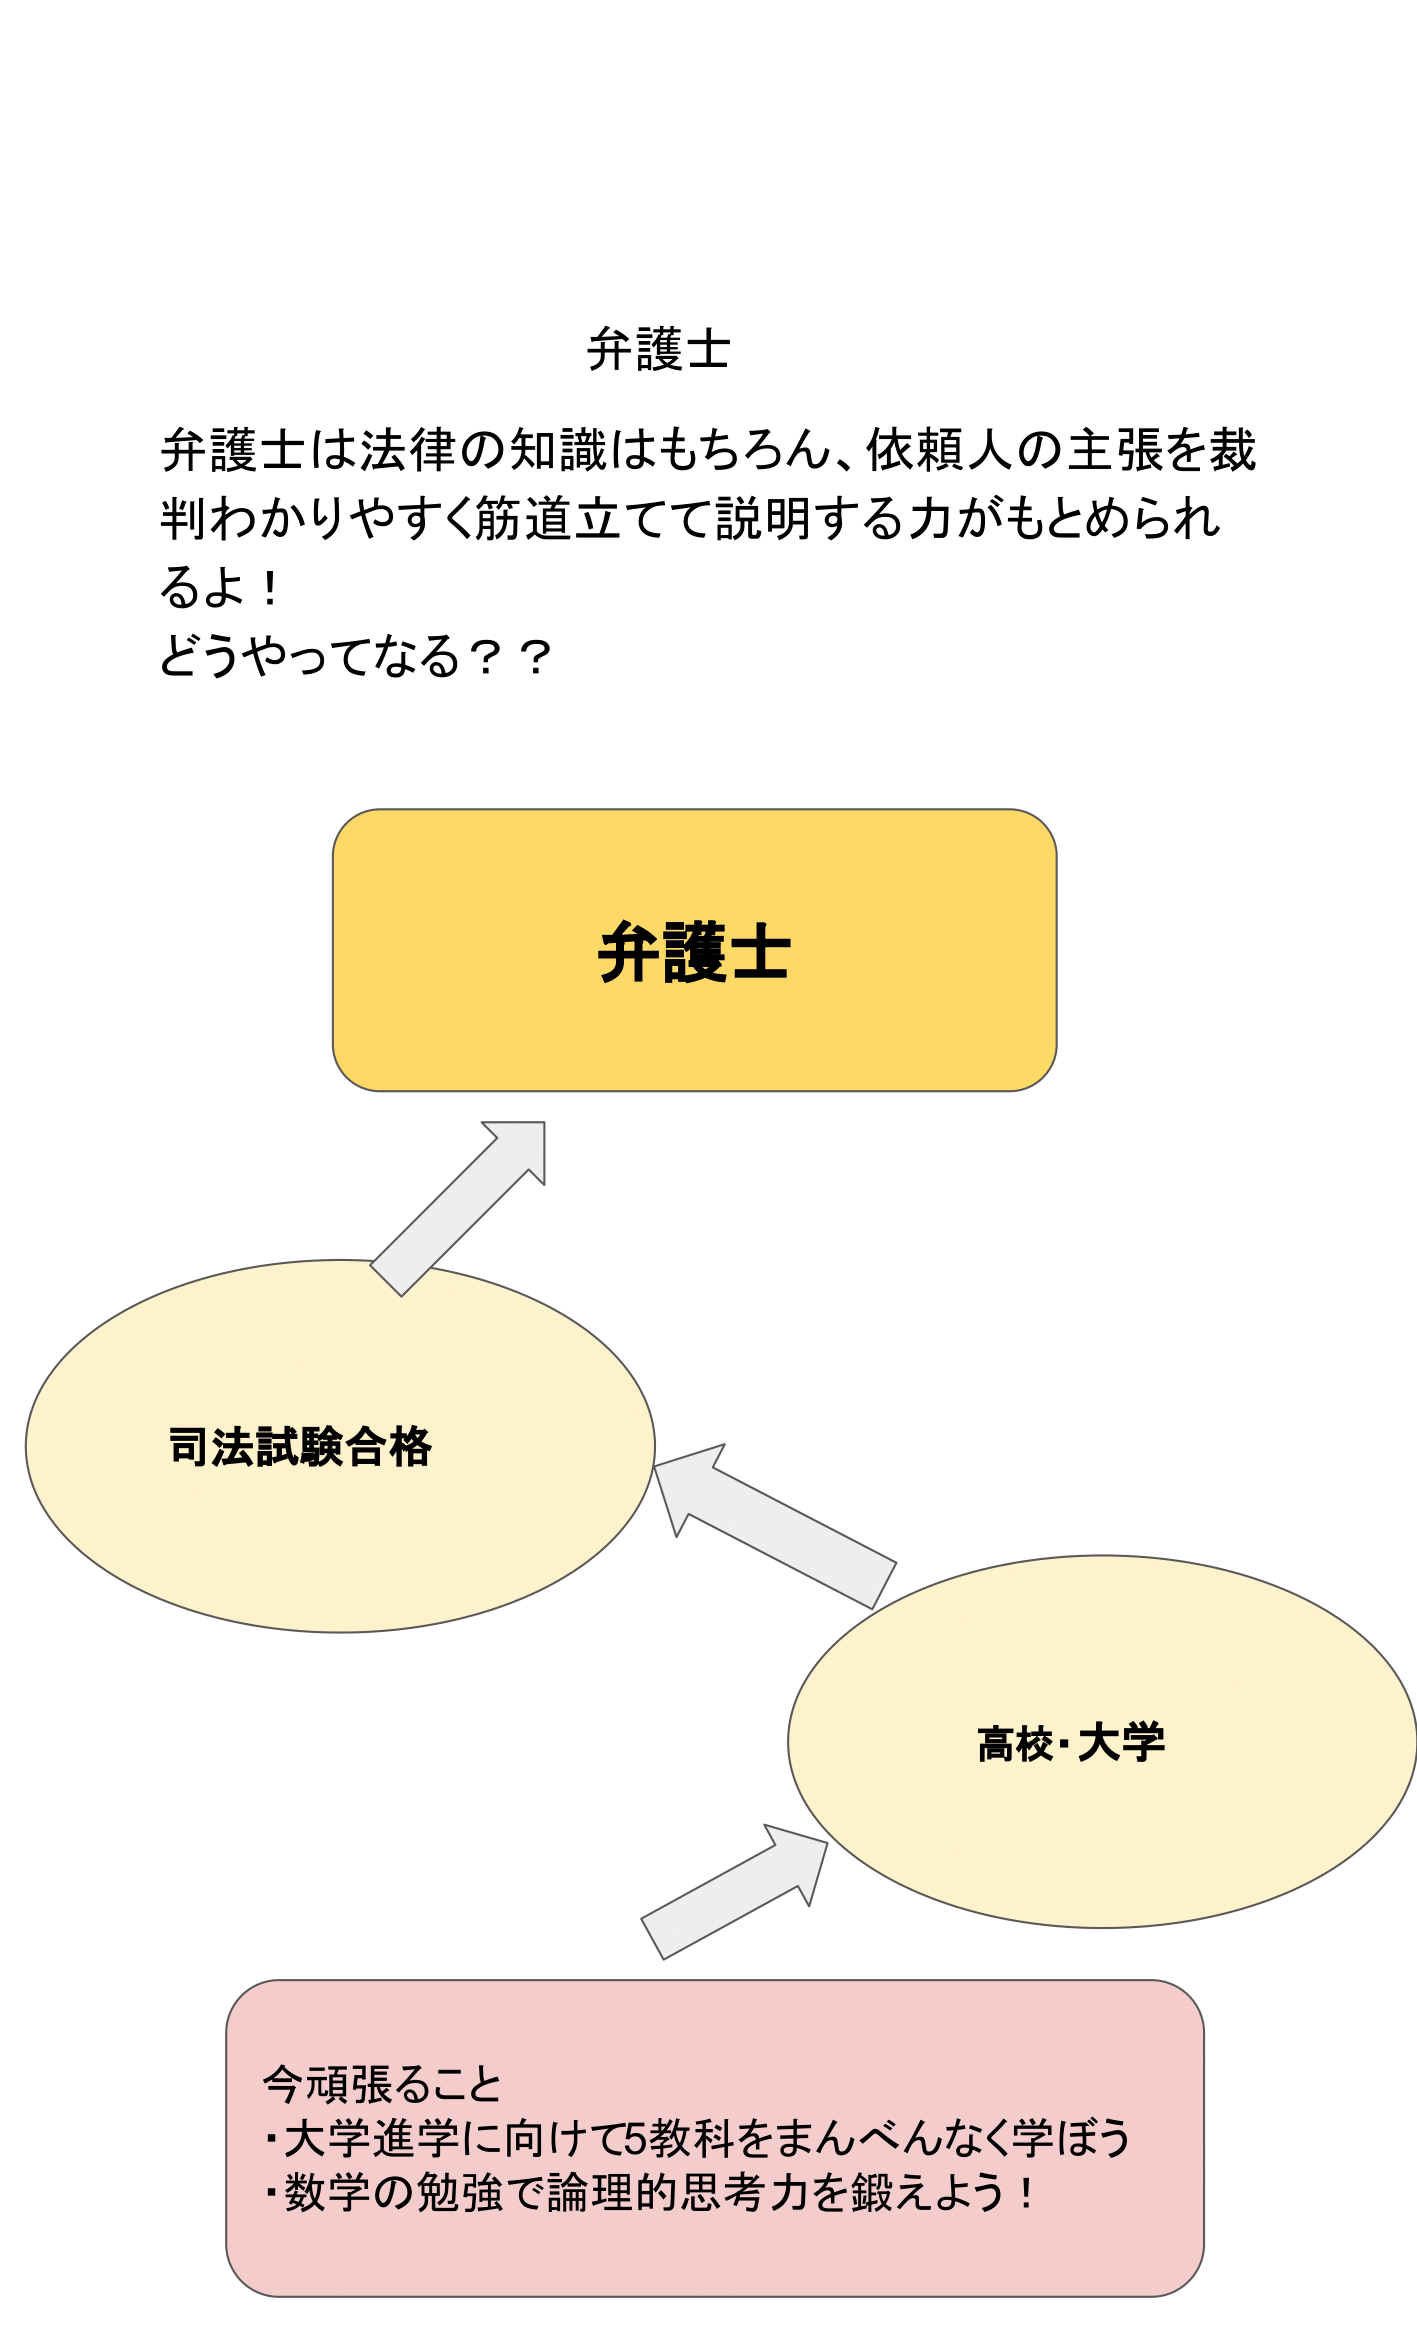 弁護士
弁護士は法律の知識はもちろん、依頼人の主張を裁
判わかりやすく筋道立てて説明する力がもとめられ
るよ！
どうやってなる？？
弁護士
司法試験合格
高校・大学
今頑張ること
・大学進学に向けて5教科をまんべんなく学ぼう
・数学の勉強で論理的思考力を鍛えよう！